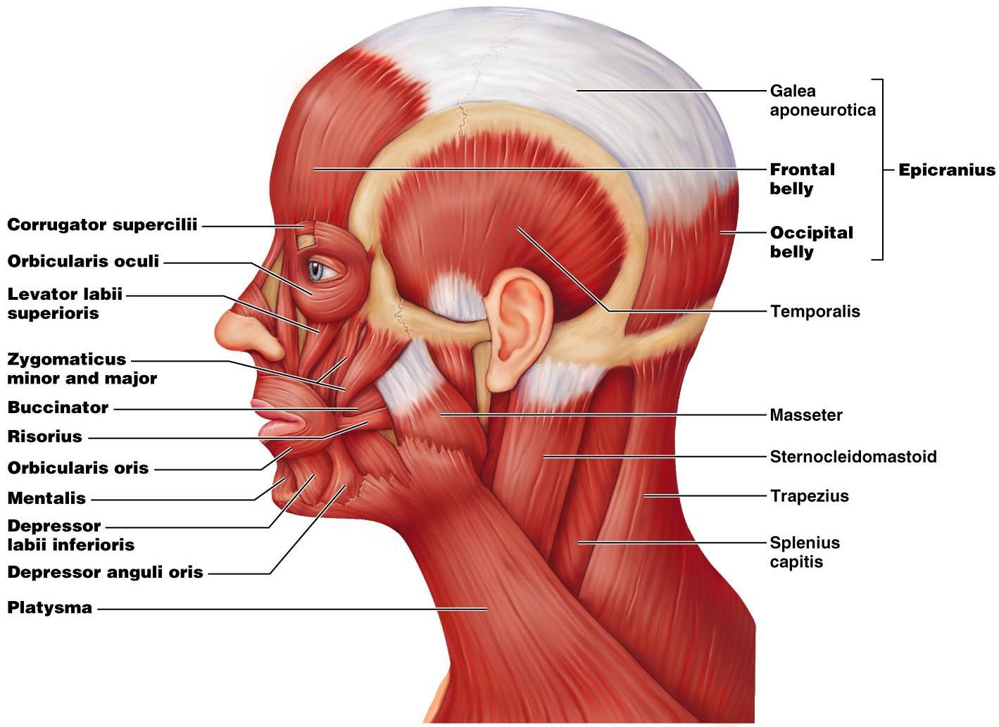 Corrugator supercilii
Orbicularis oculi
Levator labii
superioris
Zygomaticus
minor and major
Buccinator
Risorius
Orbicularis oris
Mentalis
Depressor
labii inferioris
Depressor anguli oris
Platysma
Galea
aponeurotica
Frontal
belly
Occipital
belly
Epicranius
Temporalis
Masseter
Sternocleidomastoid
Trapezius
Splenius
capitis